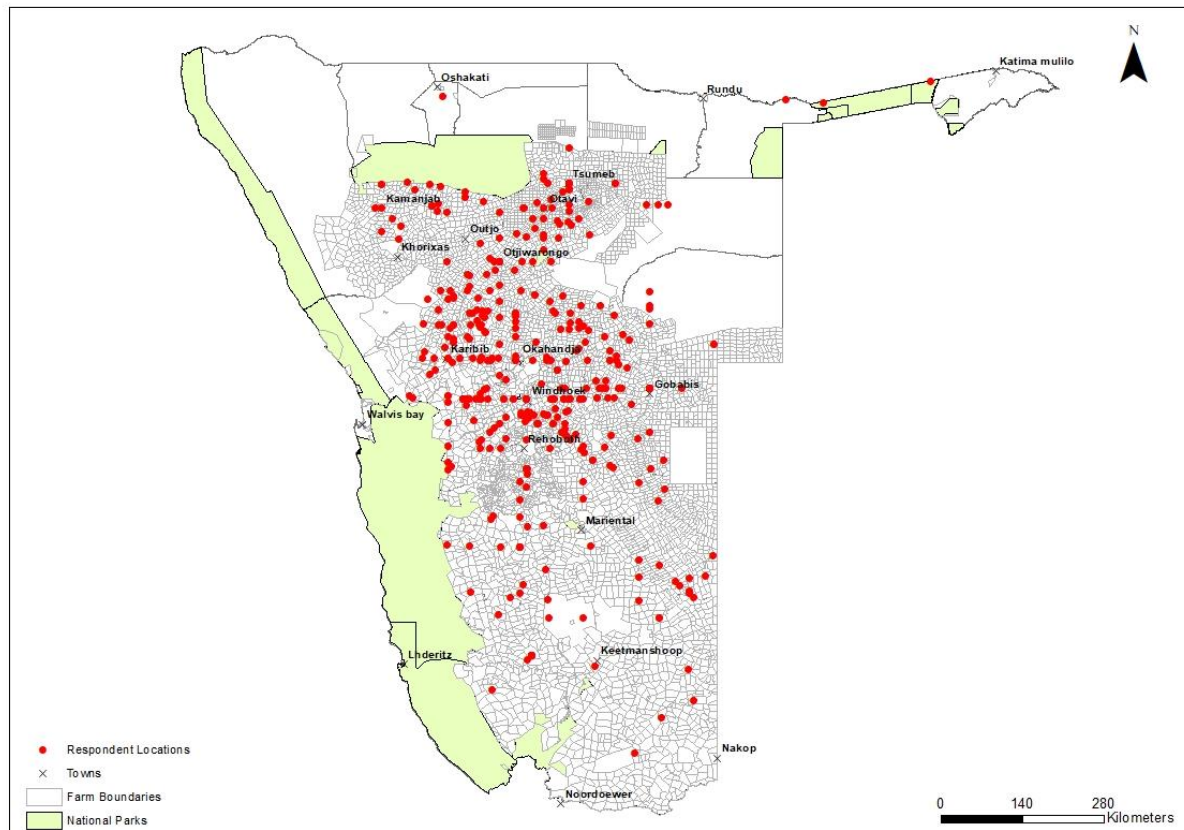 N
Katima mulilo
Oshakati
Rundu
Tsumeb
Kamanjab
Otavi
Outjo
Khorixas
Otjiwarongo
Karibib
Okahandja
Windhoek
Gobabis
Walvis bay
Rehoboth
Mariental
Lnderitz
Keetmanshoop
Nakop
Noordoewer
Respondent Locations
Towns
Farm Boundaries
National Parks
0 140 280
Kilometers